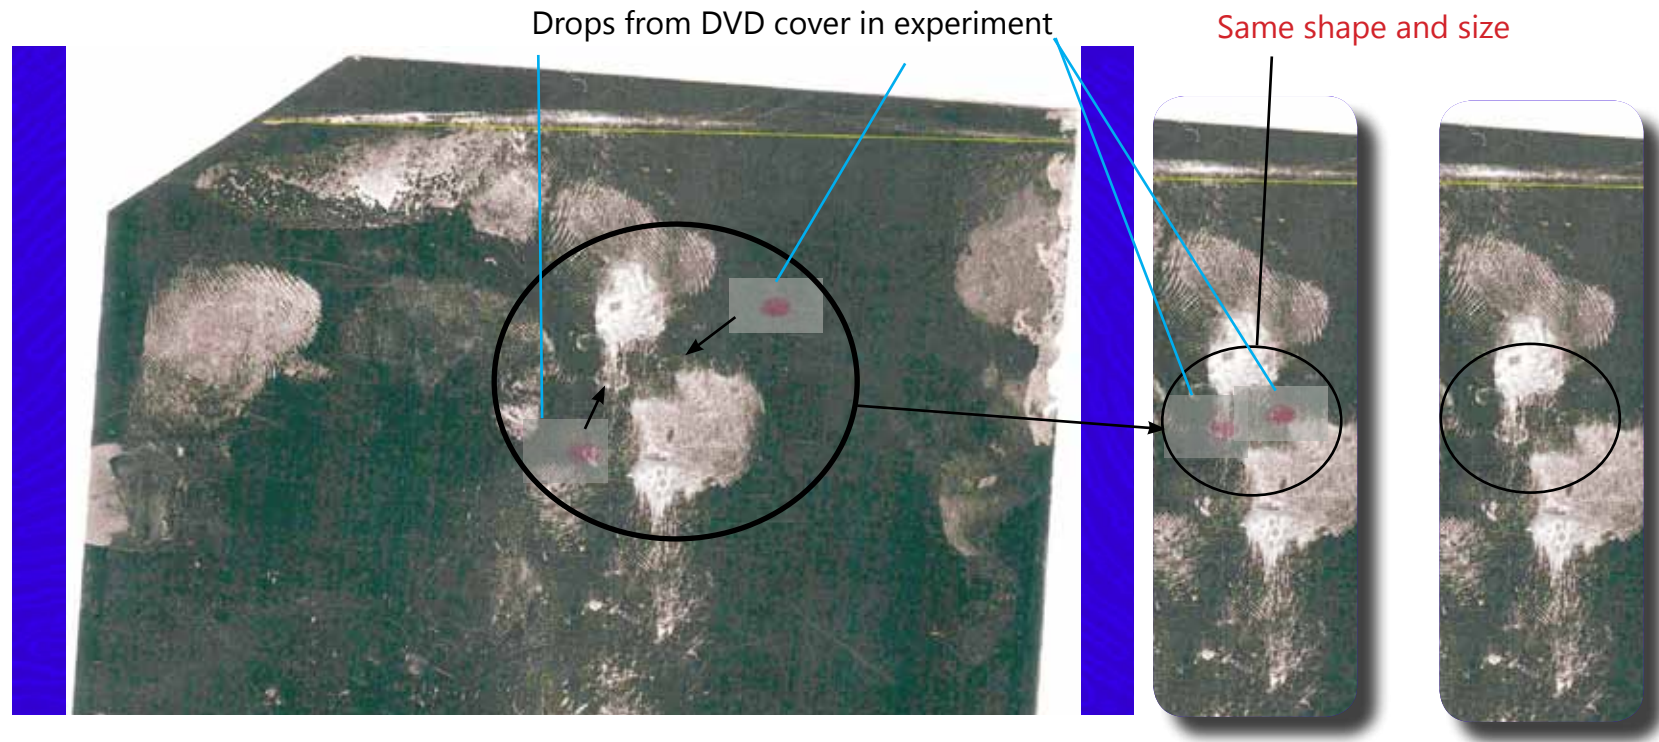 Drops from DVD cover in experiment
Same shape and size